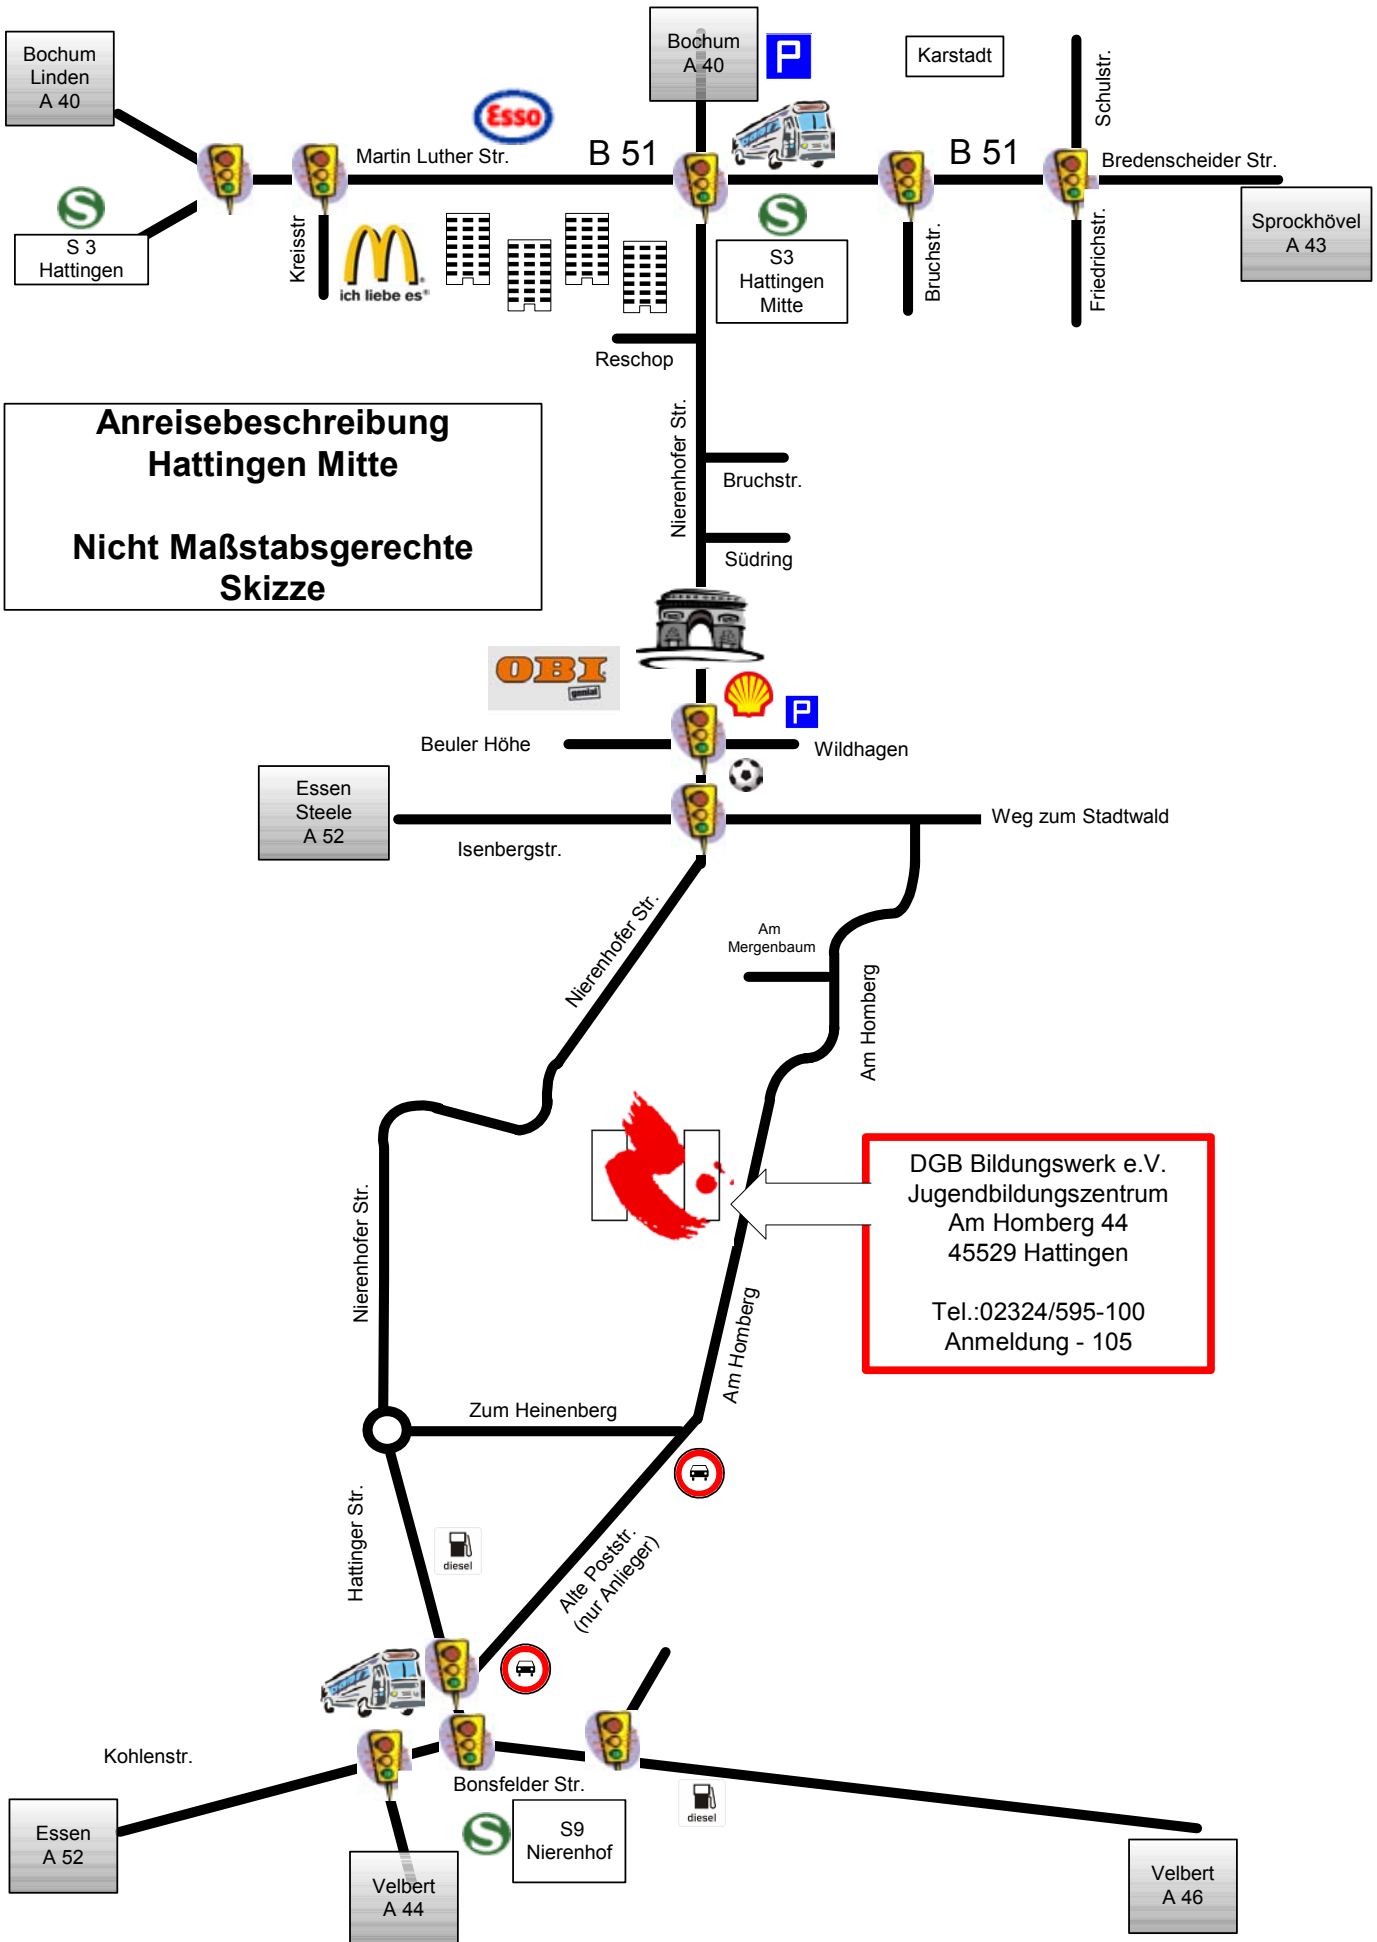 Bochum
Linden
A 40
Bochum
A 40
P
Karstadt
Schulstr.
Esso
Martin Luther Str.
B 51
B 51
Bredenscheider Str.
S
S 3
Hattingen
Kreisstr
ich liebe es®
S
S3
Hattingen
Mitte
Bruchstr.
Friedrichstr.
Sprockhövel
A 43
Reschop
Anreisebeschreibung
Hattingen Mitte
Nicht Maßstabsgerechte
Skizze
Nierenhofer Str.
Bruchstr.
Südring
OBI
genial
P
Beuler Höhe
Wildhagen
Essen
Steele
A 52
Isenbergstr.
Weg zum Stadtwald
Nierenhofer Str.
Am
Mergenbaum
Am Homberg
Nierenhofer Str.
DGB Bildungswerk e.V.
Jugendbildungszentrum
Am Homberg 44
45529 Hattingen
Tel.:02324/595-100
Anmeldung - 105
Am Homberg
Zum Heinenberg
Hattinger Str.
diesel
Alte Poststr.
(nur Anlieger)
Kohlenstr.
Bonsfelder Str.
diesel
S
S9
Nierenhof
Essen
A 52
Velbert
A 44
Velbert
A 46